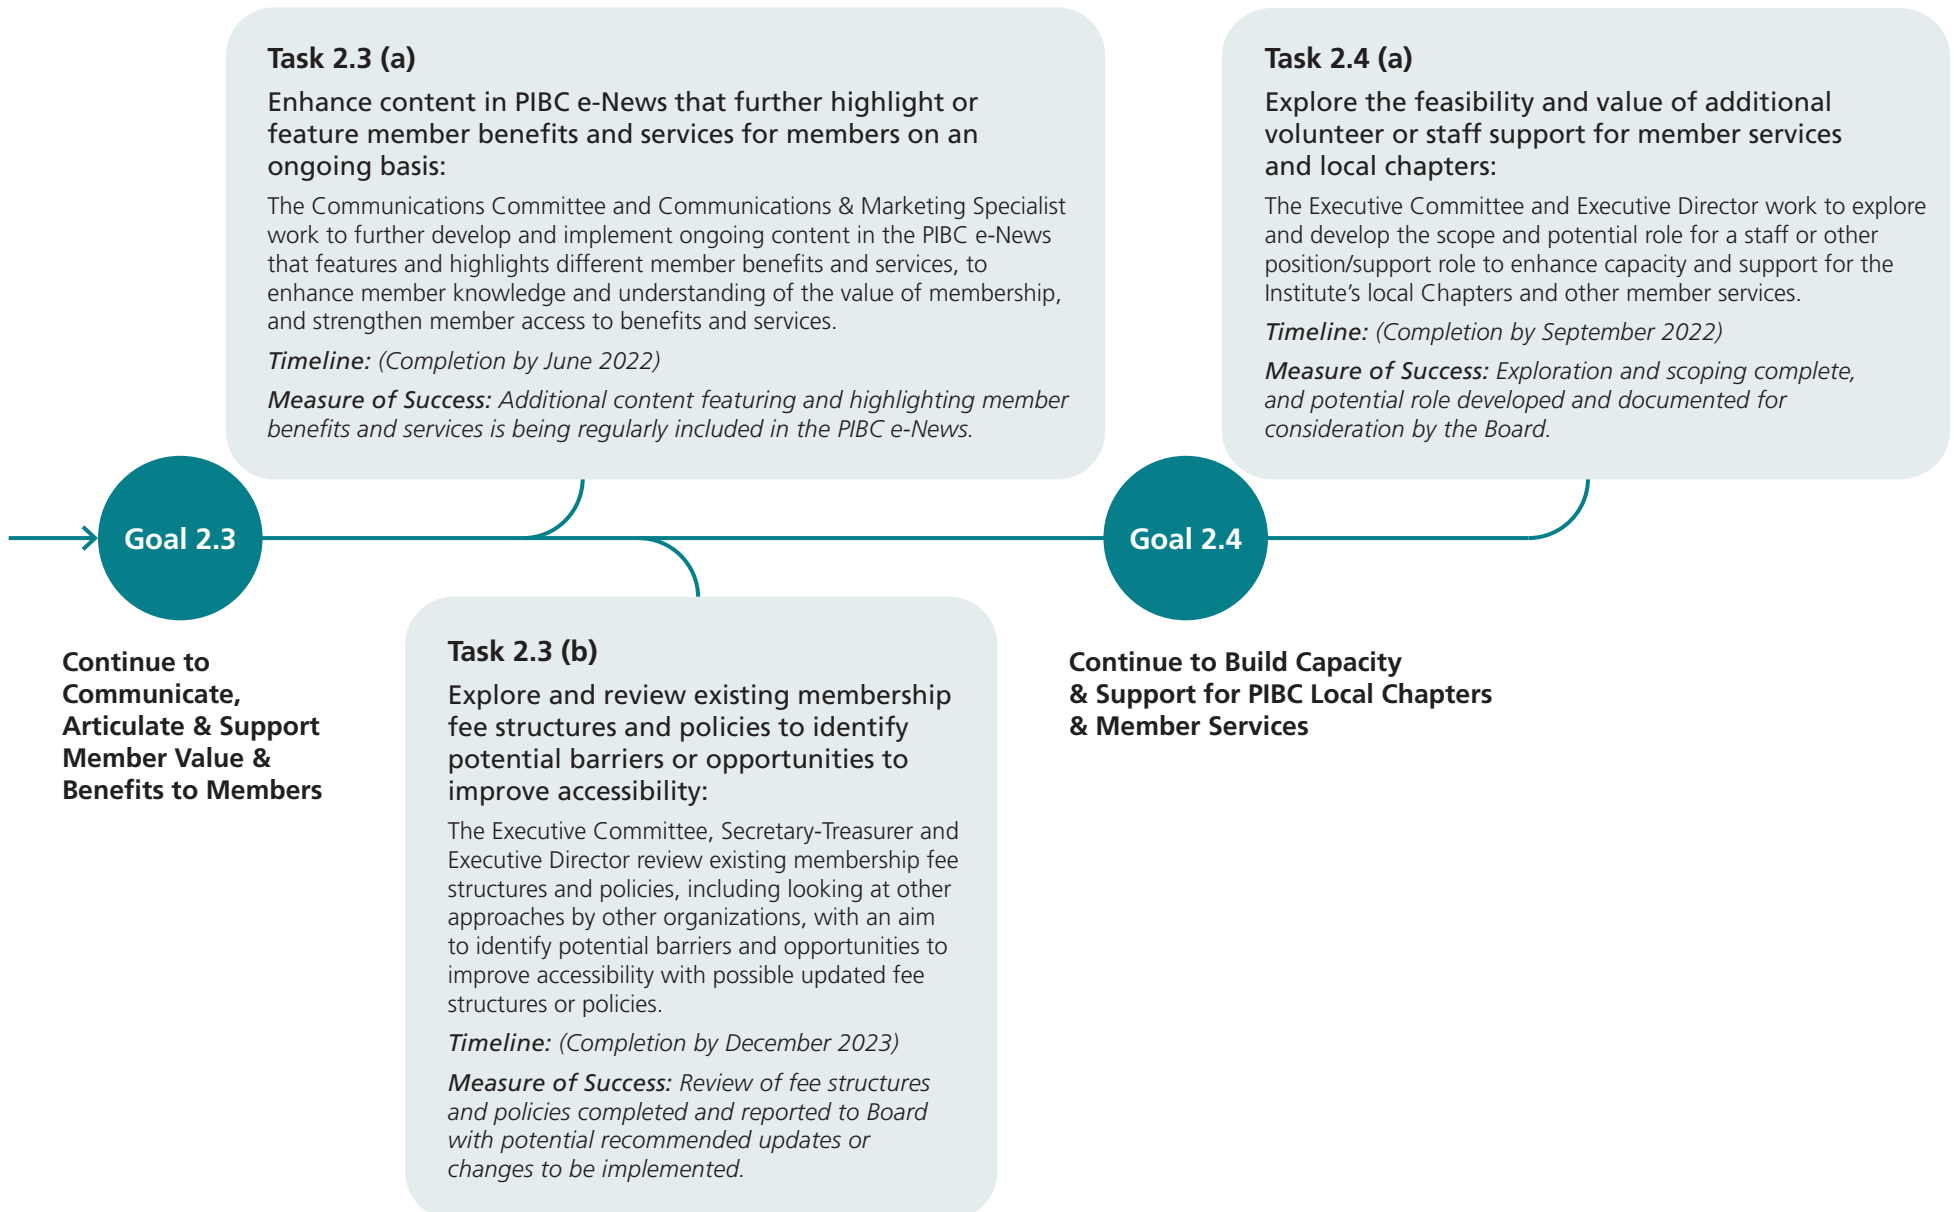 Task 2.3 (a)
Enhance content in PIBC e-News that further highlight or
feature member benefits and services for members on an
ongoing basis:
The Communications Committee and Communications & Marketing Specialist
work to further develop and implement ongoing content in the PIBC e-News
that features and highlights different member benefits and services, to
enhance member knowledge and understanding of the value of membership,
and strengthen member access to benefits and services.
Timeline: (Completion by June 2022)
Measure of Success: Additional content featuring and highlighting member
benefits and services is being regularly included in the PIBC e-News.
Task 2.4 (a)
Explore the feasibility and value of additional
volunteer or staff support for member services
and local chapters:
The Executive Committee and Executive Director work to explore
and develop the scope and potential role for a staff or other
position/support role to enhance capacity and support for the
Institute’s local Chapters and other member services.
Timeline: (Completion by September 2022)
Measure of Success: Exploration and scoping complete,
and potential role developed and documented for
consideration by the Board.
Goal 2.3
Continue to
Communicate,
Articulate & Support
Member Value &
Benefits to Members
Task 2.3 (b)
Explore and review existing membership
fee structures and policies to identify
potential barriers or opportunities to
improve accessibility:
The Executive Committee, Secretary-Treasurer and
Executive Director review existing membership fee
structures and policies, including looking at other
approaches by other organizations, with an aim
to identify potential barriers and opportunities to
improve accessibility with possible updated fee
structures or policies.
Timeline: (Completion by December 2023)
Measure of Success: Review of fee structures
and policies completed and reported to Board
with potential recommended updates or
changes to be implemented.
Goal 2.4
Continue to Build Capacity
& Support for PIBC Local Chapters
& Member Services